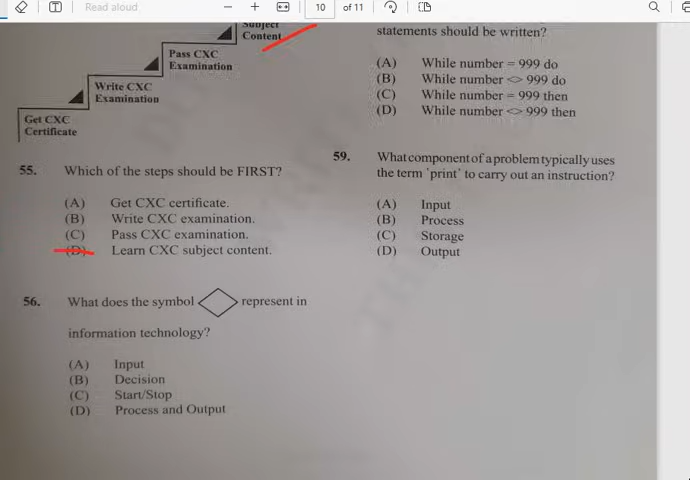 Read aloud
10
of 11
Subject
Content
Pass CXC
Examination
Write CXC
Examination
Get CXC
Certificate
55. Which of the steps should be FIRST?
(A) Get CXC certificate.
(B) Write CXC examination.
(C) Pass CXC examination.
(D) Learn CXC subject content.
56. What does the symbol represent in
information technology?
(A) Input
(B) Decision
(C) Start/Stop
(D) Process and Output
statements should be written?
(A) While number = 999 do
(B) While number <> 999 do
(C) While number = 999 then
(D) While number <> 999 then
59. What component of a problem typically uses
the term 'print' to carry out an instruction?
(A) Input
(B) Process
(C) Storage
(D) Output